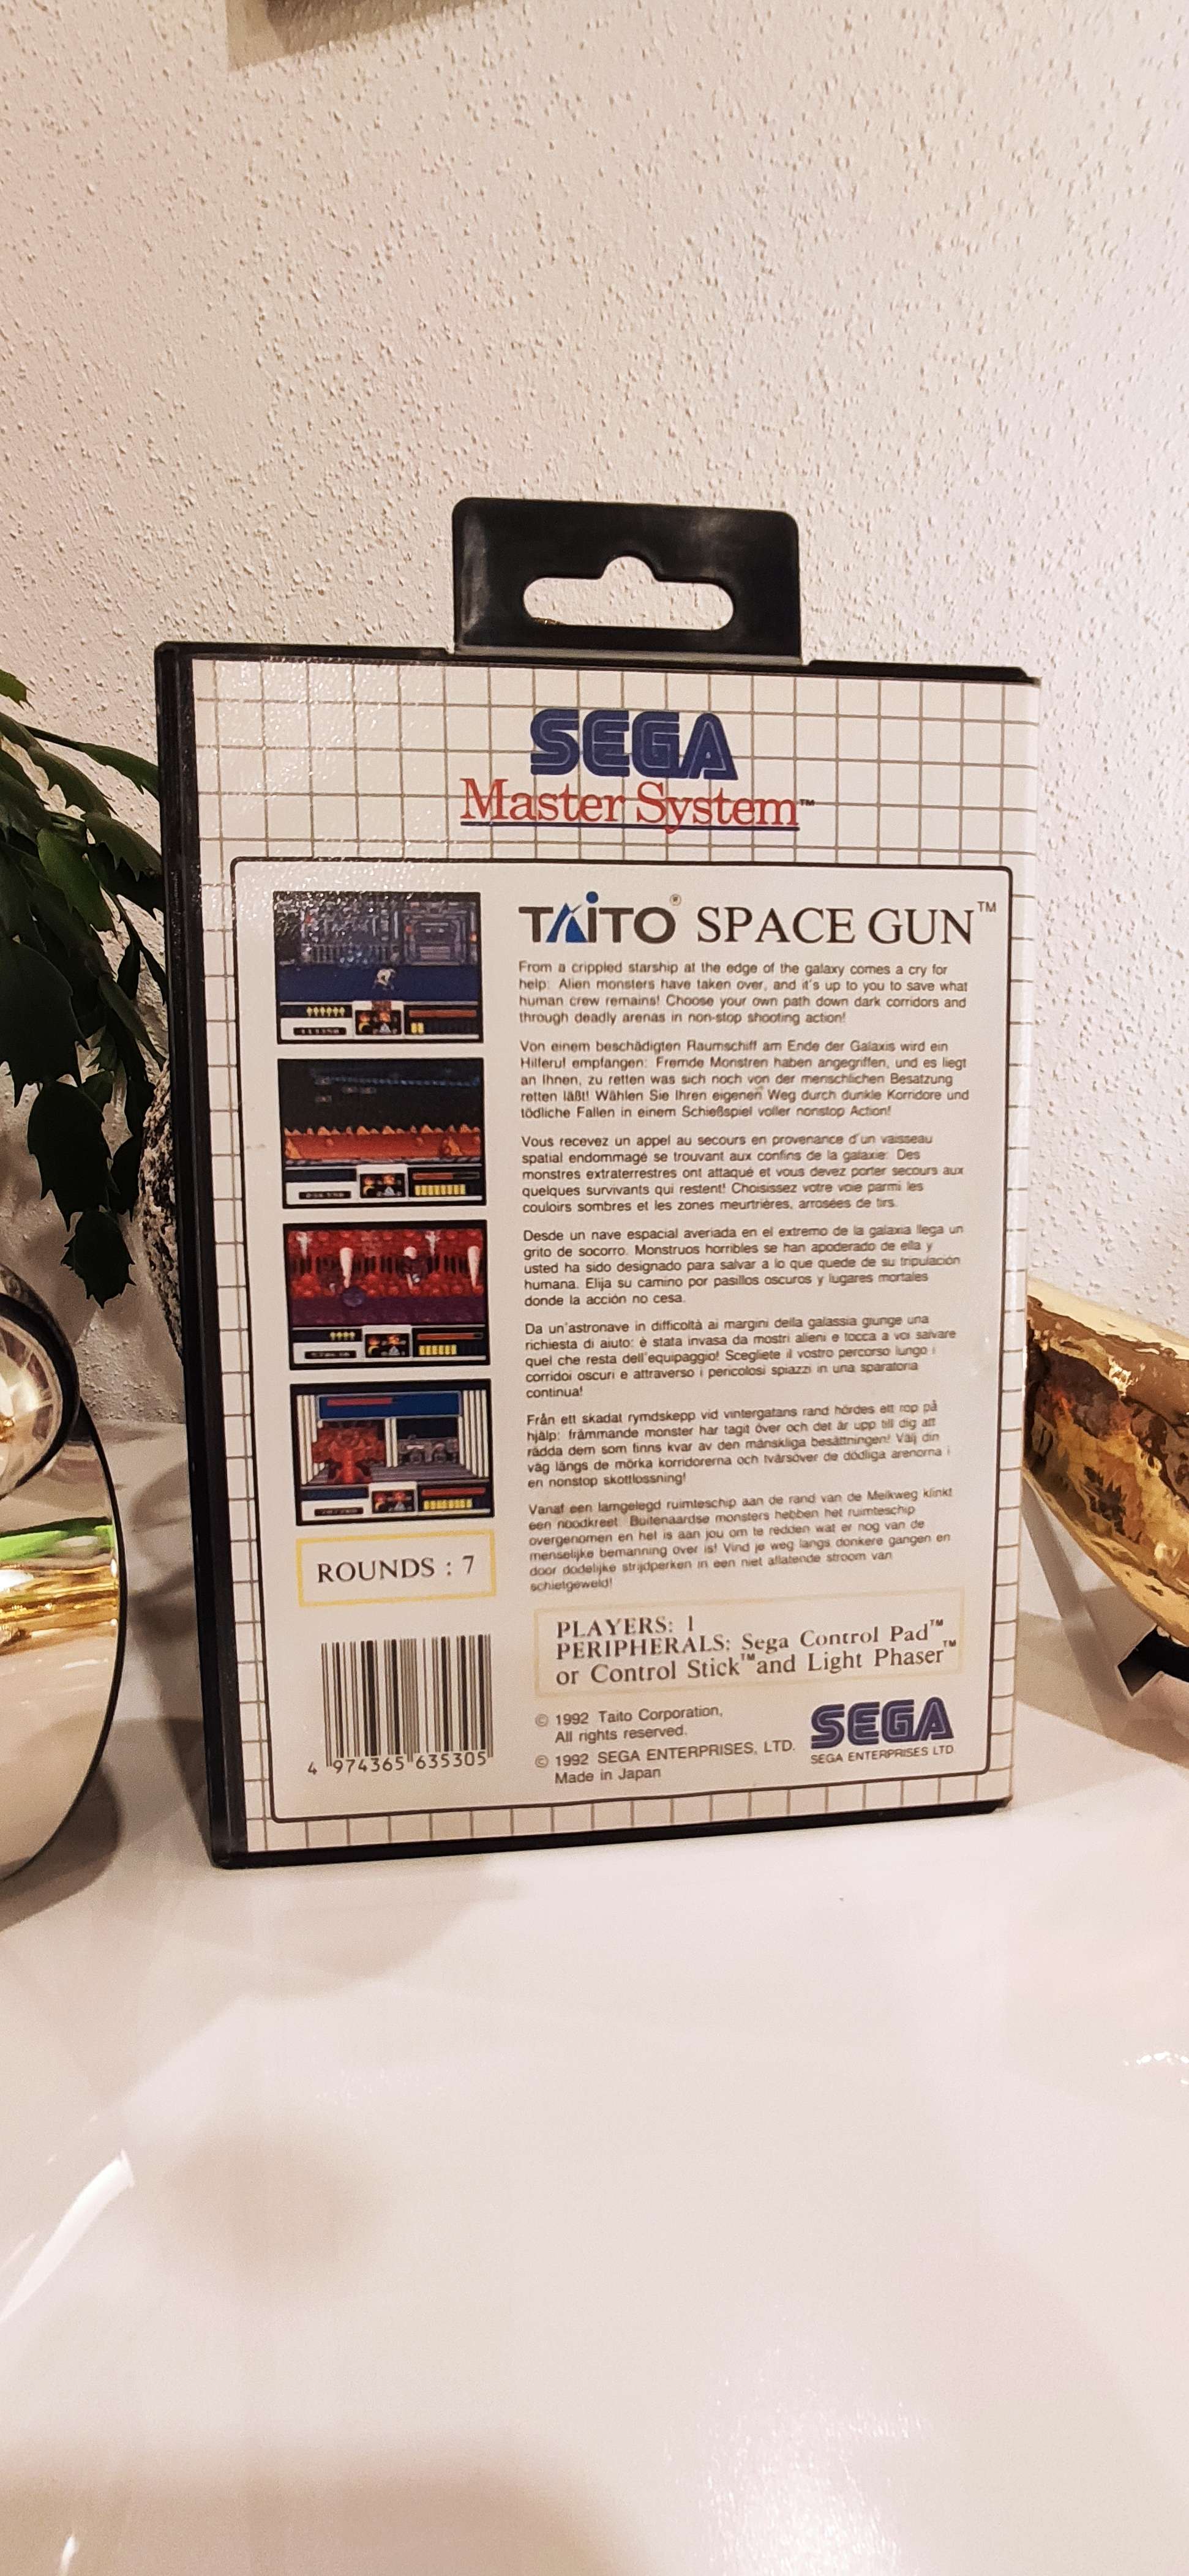 SEGA
Master System™
TAITO® SPACE GUN™
From a crippled starship at the edge of the galaxy comes a cry for
help: Alien monsters have taken over, and it's up to you to save what
human crew remains! Choose your own path down dark corridors and
through deadly arenas in non-stop shooting action!
Von einem beschädigten Raumschiff am Ende der Galaxis wird ein
Hilferuf empfangen: Fremde Monstren haben angegriffen, und es liegt
an Ihnen, zu retten was sich noch von der menschlichen Besatzung
retten läßt! Wählen Sie Ihren eigenen Weg durch dunkle Korridore und
tödliche Fallen in einem Schießspiel voller nonstop Action!
Vous recevez un appel au secours en provenance d'un vaisseau
spatial endommagé se trouvant aux confins de la galaxie: Des
monstres extraterrestres ont attaqué et vous devez porter secours aux
quelques survivants qui restent! Choisissez votre voie parmi les
couloirs sombres et les zones meurtrières, arrosées de tirs.
Desde un nave espacial averiada en el extremo de la galaxia llega un
grito de socorro. Monstruos horribles se han apoderado de ella y
usted ha sido designado para salvar a lo que quede de su tripulación
humana. Elija su camino por pasillos oscuros y lugares mortales
donde la acción no cesa.
Da un'astronave in difficoltà ai margini della galassia giunge una
richiesta di aiuto: è stata invasa da mostri alieni e tocca a voi salvare
quel che resta dell'equipaggio! Scegliete il vostro percorso lungo i
corridoi oscuri e attraverso i pericolosi spiazzi in una sparatoria
continua!
Från ett skadat rymdskepp vid vintergatans rand hördes ett rop på
hjälp: främmande monster har tagit över och det är upp till dig att
rädda dem som finns kvar av den mänskliga besättningen! Välj din
väg längs de mörka korridorerna och tvärsöver de dödliga arenorna i
en nonstop skottlossning!
Vanaf een lamgelegd ruimteschip aan de rand van de Melkweg klinkt
een noodkreet: Buitenaardse monsters hebben het ruimteschip
overgenomen en het is aan jou om te redden wat er nog van de
menselijke bemanning over is! Vind je weg langs donkere gangen en
door dodelijke strijdperken in een niet aflatende stroom van
schietgeweld!
ROUNDS : 7
PLAYERS: 1
PERIPHERALS: Sega Control Pad™
or Control Stick™ and Light Phaser™
4 974365 635305
© 1992 Taito Corporation,
All rights reserved.
© 1992 SEGA ENTERPRISES, LTD.
Made in Japan
SEGA
SEGA ENTERPRISES LTD.